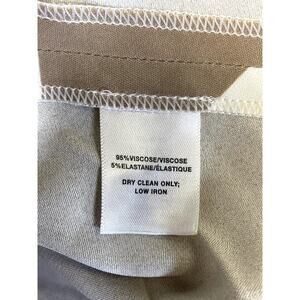 95%VISCOSE/VISCOSE
5%ELASTANE/ÉLASTIQUE
DRY CLEAN ONLY;
LOW IRON